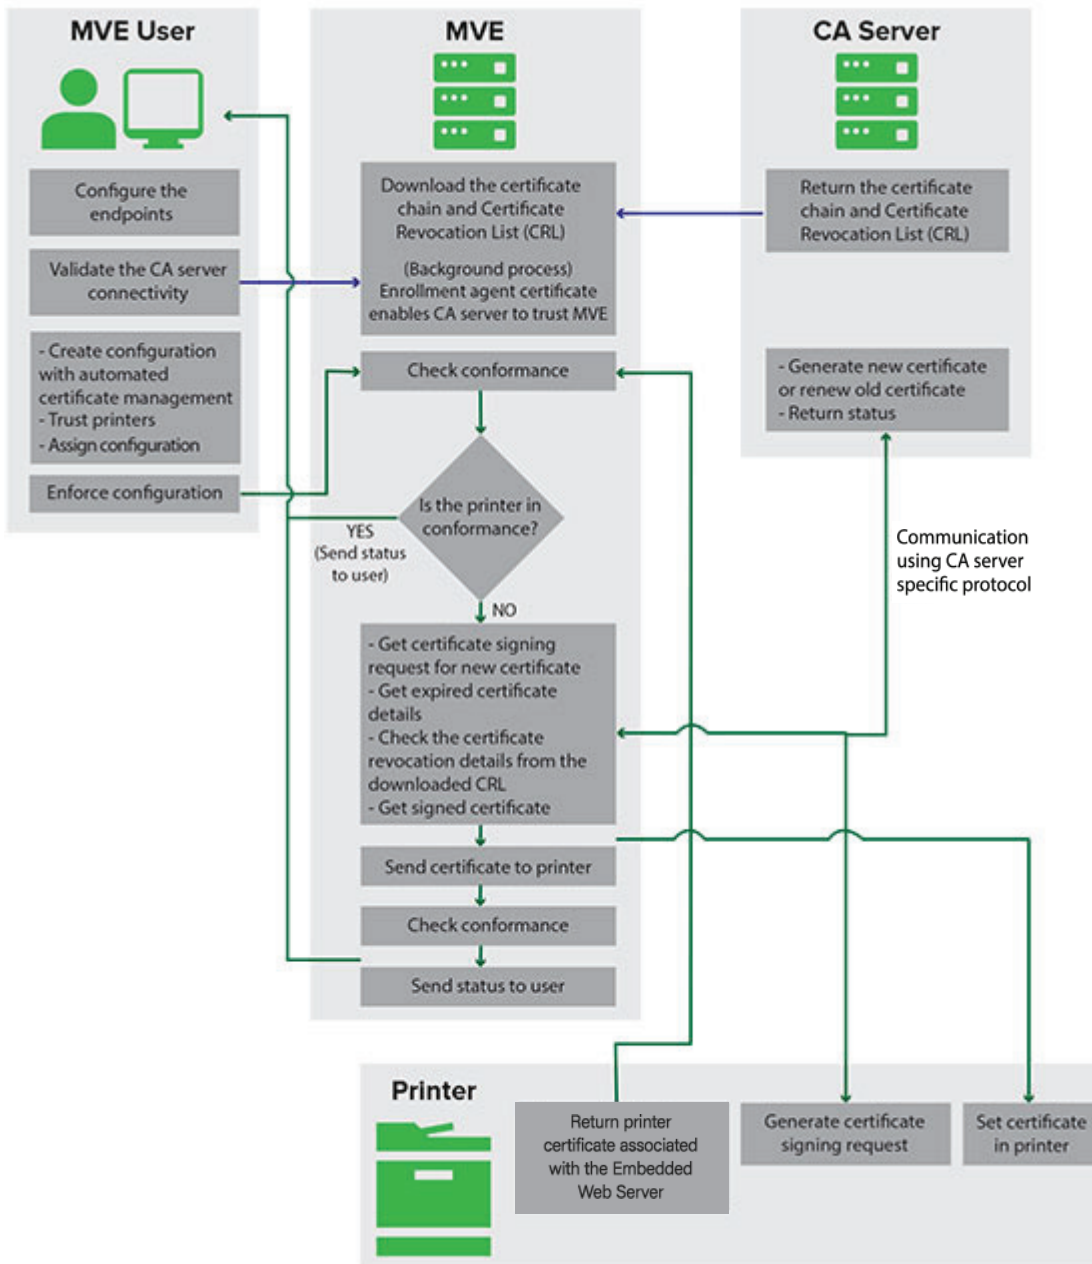 MVE User
Configure the
endpoints
Validate the CA server
connectivity
- Create configuration
with automated
certificate management
- Trust printers
- Assign configuration
Enforce configuration
MVE
Download the certificate
chain and Certificate
Revocation List (CRL)
(Background process)
Enrollment agent certificate
enables CA server to trust MVE
Check conformance
Is the printer in
conformance?
YES
(Send status
to user)
NO
- Get certificate signing
request for new certificate
- Get expired certificate
details
- Check the certificate
revocation details from the
downloaded CRL
- Get signed certificate
Send certificate to printer
Check conformance
Send status to user
CA Server
Return the certificate
chain and Certificate
Revocation List (CRL)
- Generate new certificate
or renew old certificate
- Return status
Communication
using CA server
specific protocol
Printer
Return printer
certificate associated
with the Embedded
Web Server
Generate certificate
signing request
Set certificate
in printer